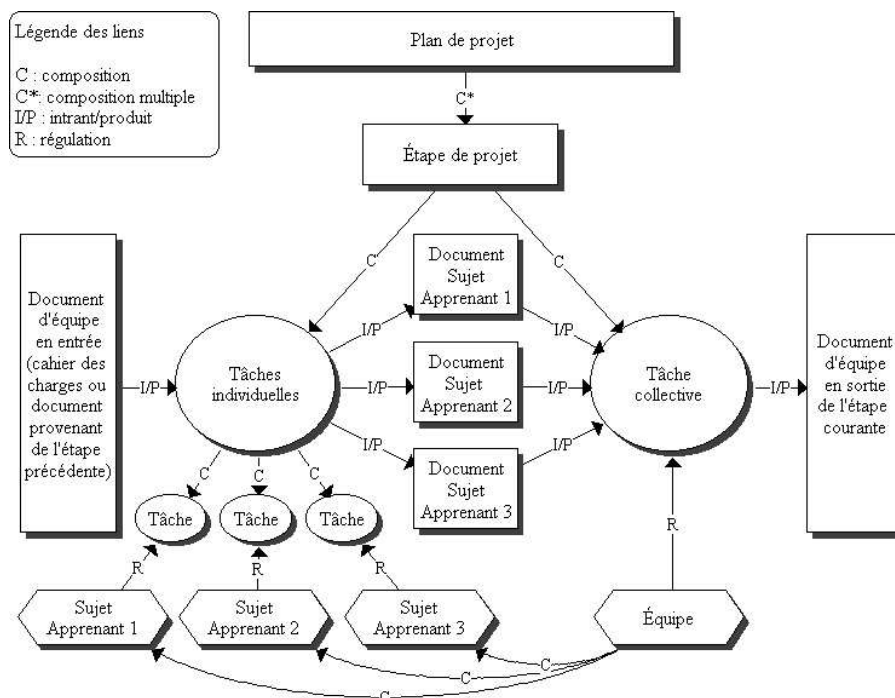 Légende des liens
C : composition
C*: composition multiple
I/P : intrant/produit
R : régulation
Plan de projet
C*
Étape de projet
C
C
Document
d'équipe
en entrée
(cahier des
charges ou
document
provenant
de l'étape
précédente)
I/P
Tâches
individuelles
I/P
I/P
I/P
Document
Sujet
Apprenant 1
Document
Sujet
Apprenant 2
Document
Sujet
Apprenant 3
I/P
I/P
I/P
Tâche
collective
I/P
Document
d'équipe
en sortie
de l'étape
courante
C
C
C
Tâche
Tâche
Tâche
R
R
R
R
Sujet
Apprenant 1
Sujet
Apprenant 2
Sujet
Apprenant 3
Équipe
C
C
C